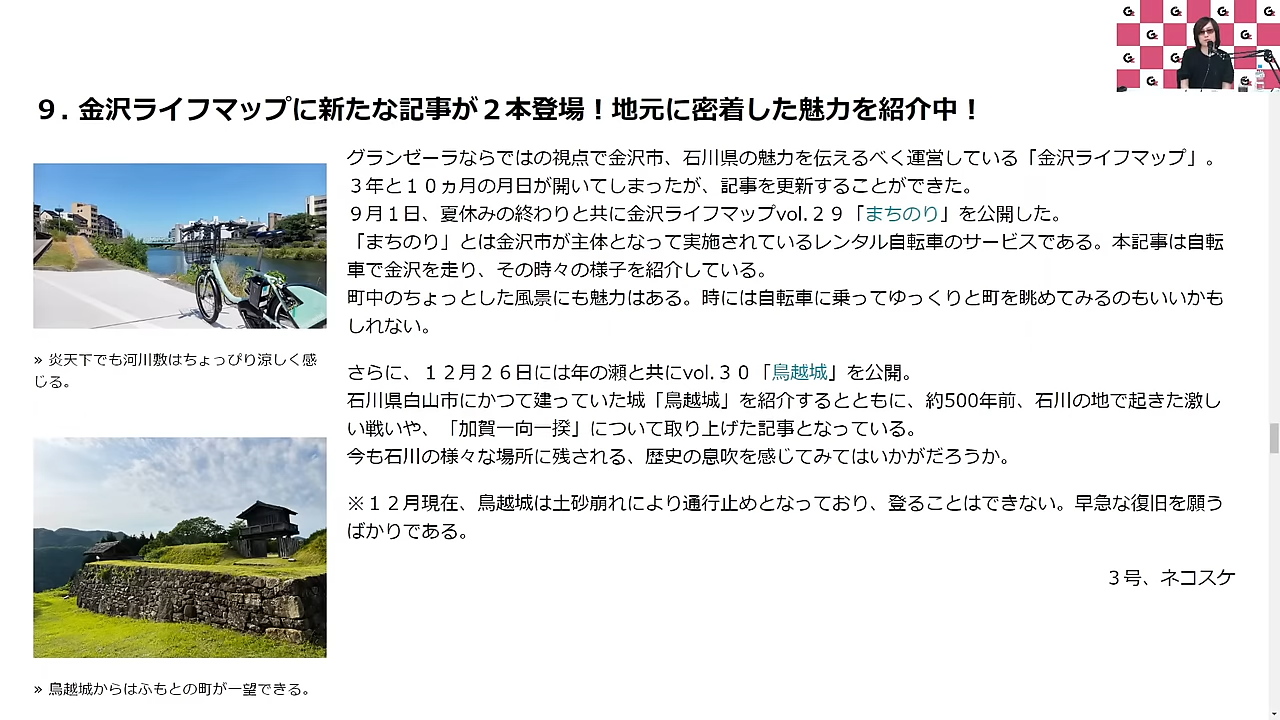 ９. 金沢ライフマップに新たな記事が２本登場！地元に密着した魅力を紹介中！
グランゼーラならではの視点で金沢市、石川県の魅力を伝えるべく運営している「金沢ライフマップ」。
３年と１０ヵ月の月日が開いてしまったが、記事を更新することができた。
９月１日、夏休みの終わりと共に金沢ライフマップvol.２９「まちのり」を公開した。
「まちのり」とは金沢市が主体となって実施されているレンタル自転車のサービスである。本記事は自転
車で金沢を走り、その時々の様子を紹介している。
町中のちょっとした風景にも魅力はある。時には自転車に乗ってゆっくりと町を眺めてみるのもいいかも
しれない。
» 炎天下でも河川敷はちょっぴり涼しく感
じる。
さらに、１２月２６日には年の瀬と共にvol.３０「鳥越城」を公開。
石川県白山市にかつて建っていた城「鳥越城」を紹介するとともに、約500年前、石川の地で起きた激し
い戦いや、「加賀一向一揆」について取り上げた記事となっている。
今も石川の様々な場所に残される、歴史の息吹を感じてみてはいかがだろうか。
※１２月現在、鳥越城は土砂崩れにより通行止めとなっており、登ることはできない。早急な復旧を願う
ばかりである。
３号、ネコスケ
» 鳥越城からはふもとの町が一望できる。